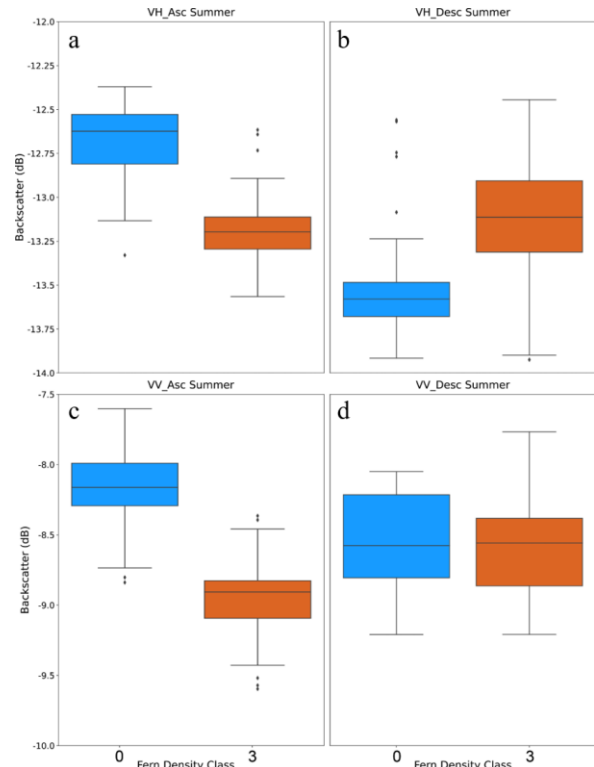 VH_Asc Summer
VH_Desc Summer
a
b
Backscatter (dB)
-12.0
-12.25
-12.5
-12.75
-13.0
-13.25
-13.5
-13.75
-14.0
VV_Asc Summer
VV_Desc Summer
c
d
Backscatter (dB)
-7.5
-8.0
-8.5
-9.0
-9.5
-10.0
0
3
0
3
Fern Density Class
Fern Density Class